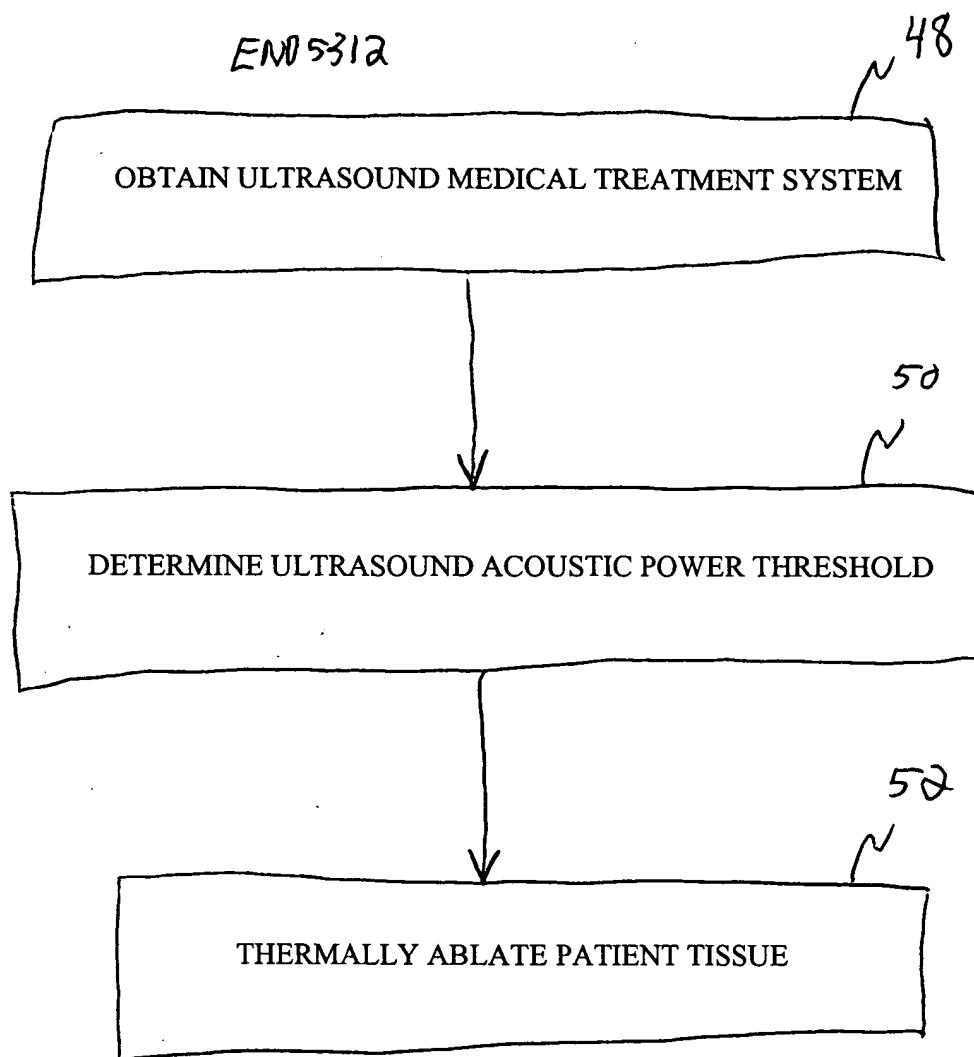 END5312
48
OBTAIN ULTRASOUND MEDICAL TREATMENT SYSTEM
50
DETERMINE ULTRASOUND ACOUSTIC POWER THRESHOLD
52
THERMALLY ABLATE PATIENT TISSUE